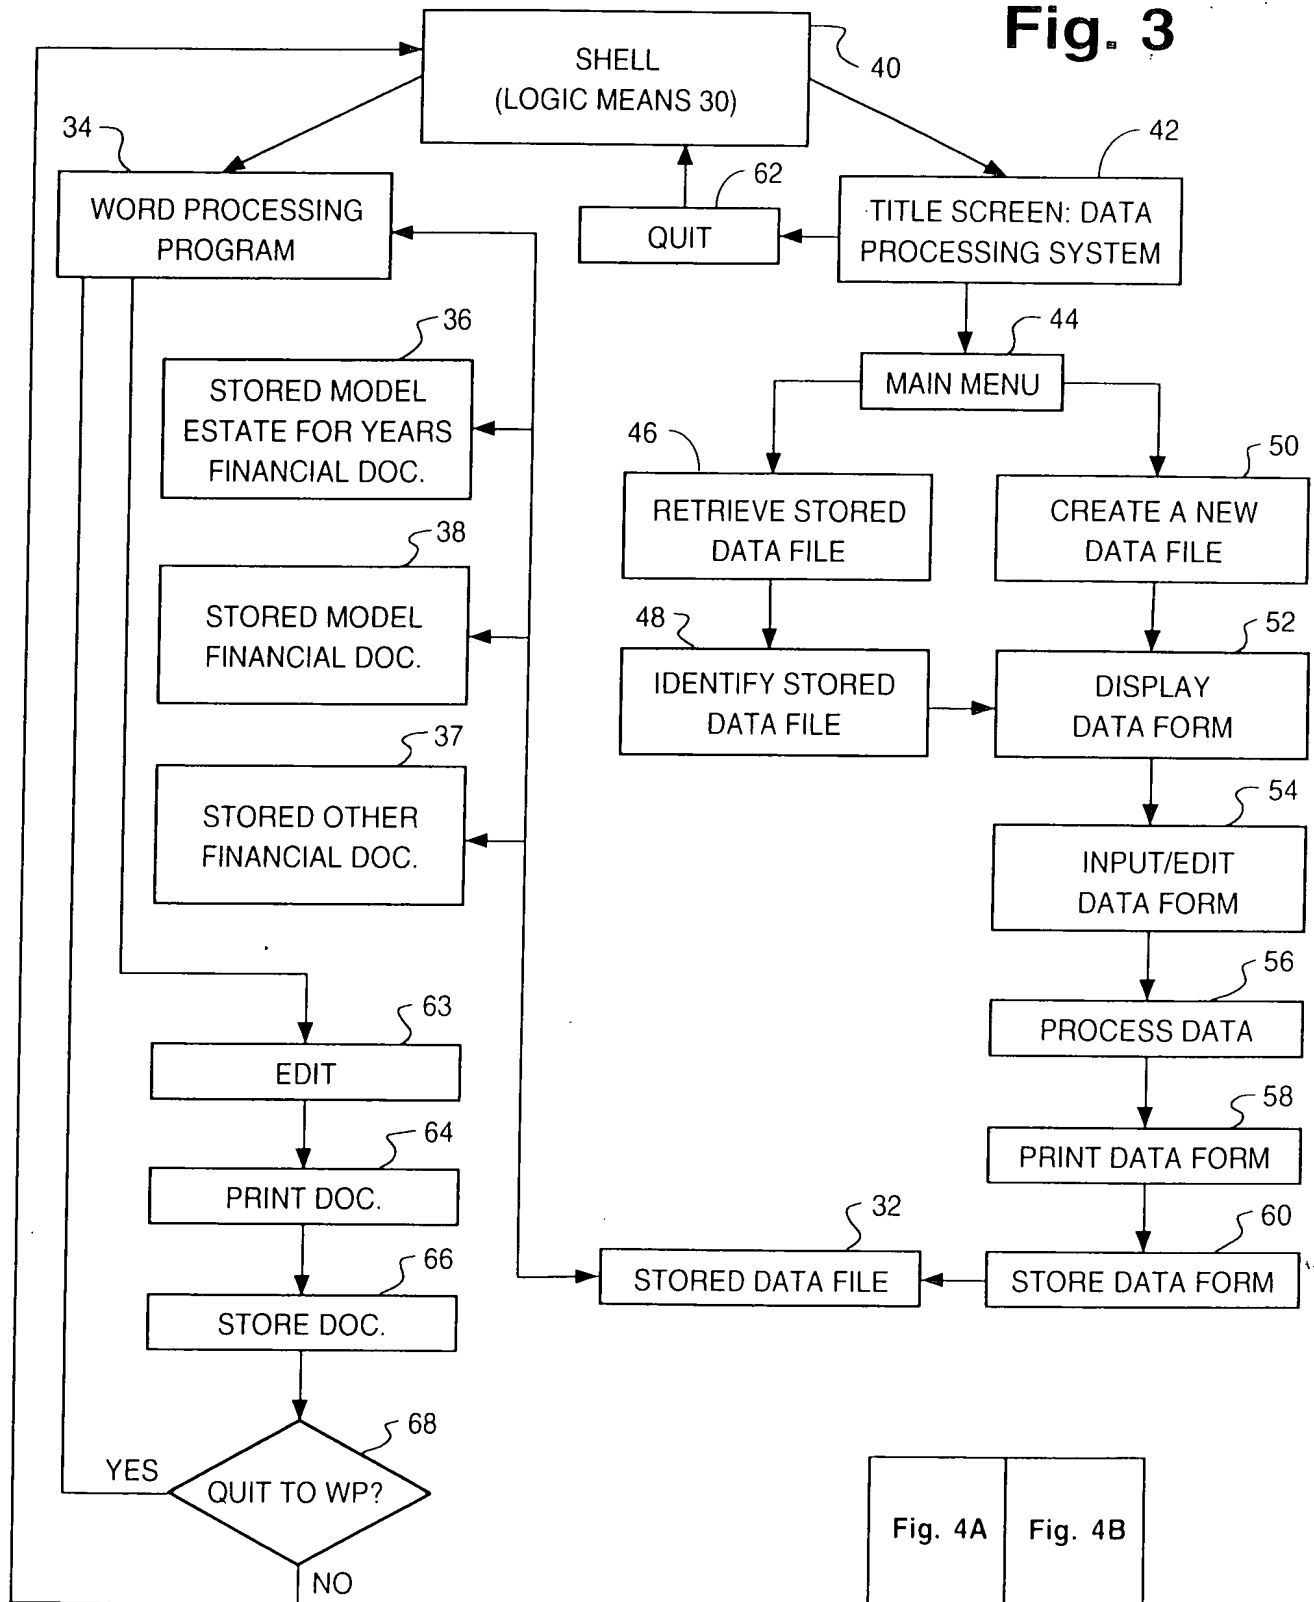 Fig. 3
SHELL
(LOGIC MEANS 30)
40
34
WORD PROCESSING
PROGRAM
62
QUIT
42
TITLE SCREEN: DATA
PROCESSING SYSTEM
44
MAIN MENU
36
STORED MODEL
ESTATE FOR YEARS
FINANCIAL DOC.
46
RETRIEVE STORED
DATA FILE
50
CREATE A NEW
DATA FILE
38
STORED MODEL
FINANCIAL DOC.
48
IDENTIFY STORED
DATA FILE
52
DISPLAY
DATA FORM
37
STORED OTHER
FINANCIAL DOC.
54
INPUT/EDIT
DATA FORM
56
PROCESS DATA
63
EDIT
58
PRINT DATA FORM
64
PRINT DOC.
32
STORED DATA FILE
60
STORE DATA FORM
66
STORE DOC.
68
QUIT TO WP?
YES
NO
Fig. 4A
Fig. 4B